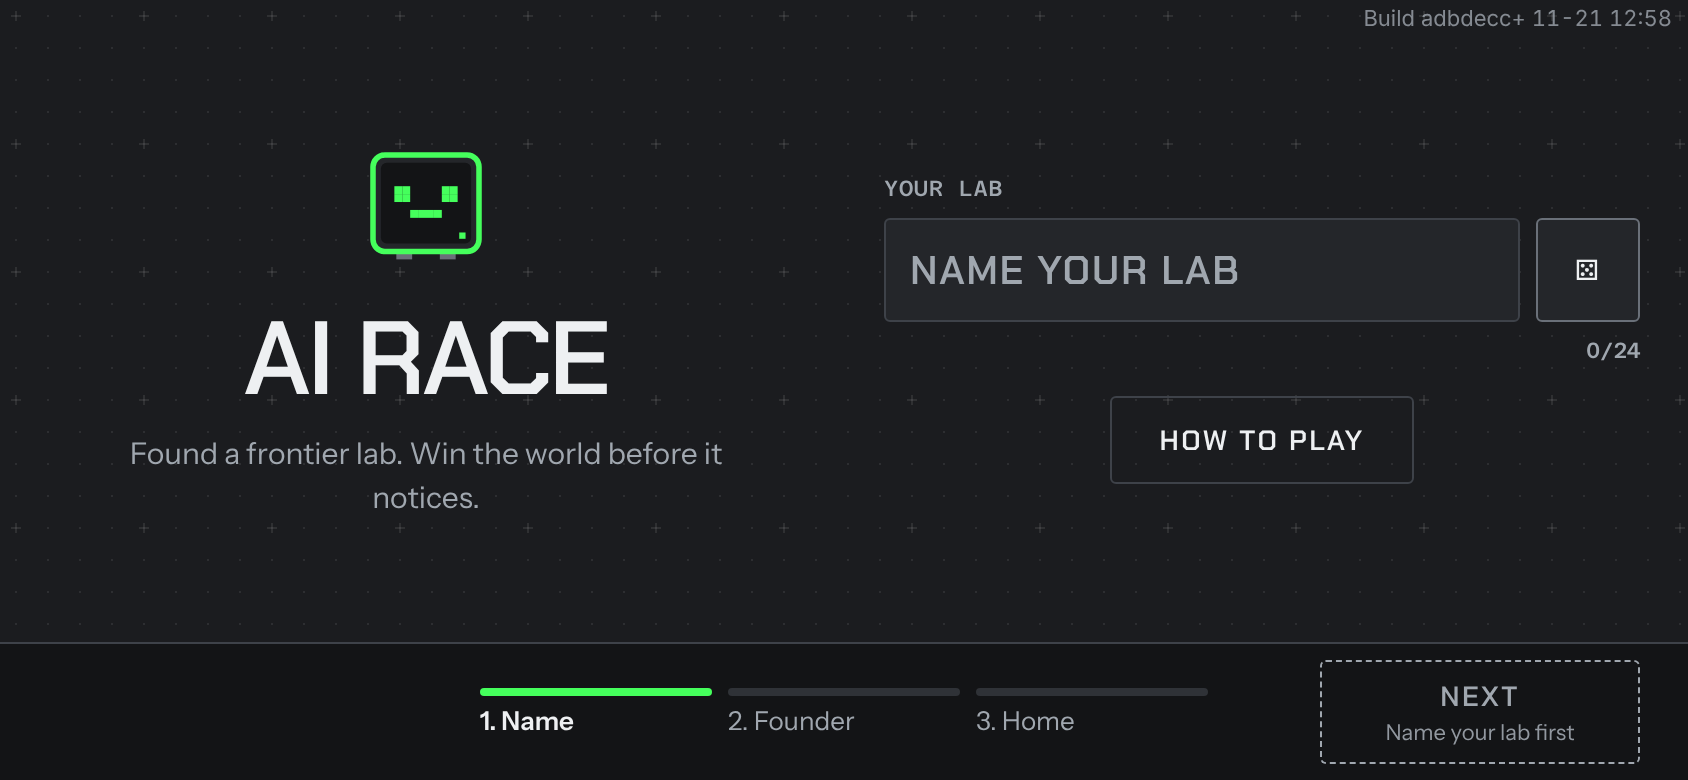 Build adbdecc+ 11-21 12:58
AI RACE
Found a frontier lab. Win the world before it
notices.
YOUR LAB
NAME YOUR LAB
0/24
HOW TO PLAY
1. Name
2. Founder
3. Home
NEXT
Name your lab first